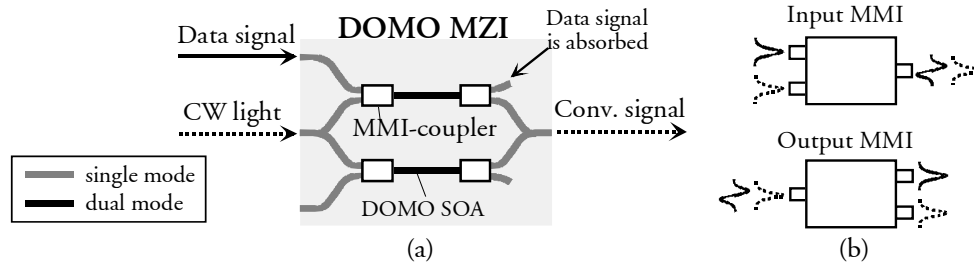 DOMO MZI
Data signal
is absorbed
Data signal
CW light
MMI-coupler
Conv. signal
single mode
dual mode
DOMO SOA
(a)
Input MMI
Output MMI
(b)